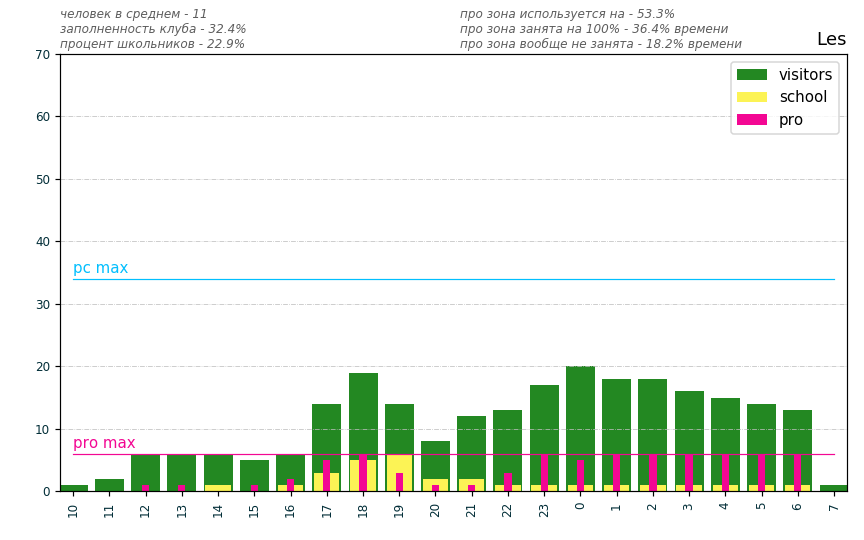 человек в среднем - 11
заполненность клуба - 32.4%
процент школьников - 22.9%
про зона используется на - 53.3%
про зона занята на 100% - 36.4% времени
про зона вообще не занята - 18.2% времени
Les
visitors
school
pro
70
60
50
40
30
20
10
0
pc max
pro max
10 11 12 13 14 15 16 17 18 19 20 21 22 23 0 1 2 3 4 5 6 7